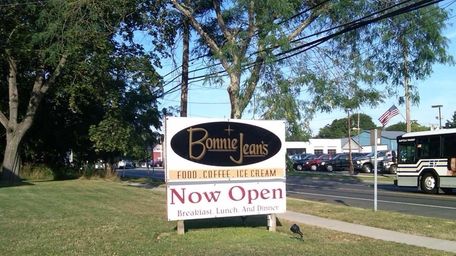 Bonnie Jean's
FOOD . COFFEE . ICE CREAM
Now Open
Breakfast, Lunch, And Dinner